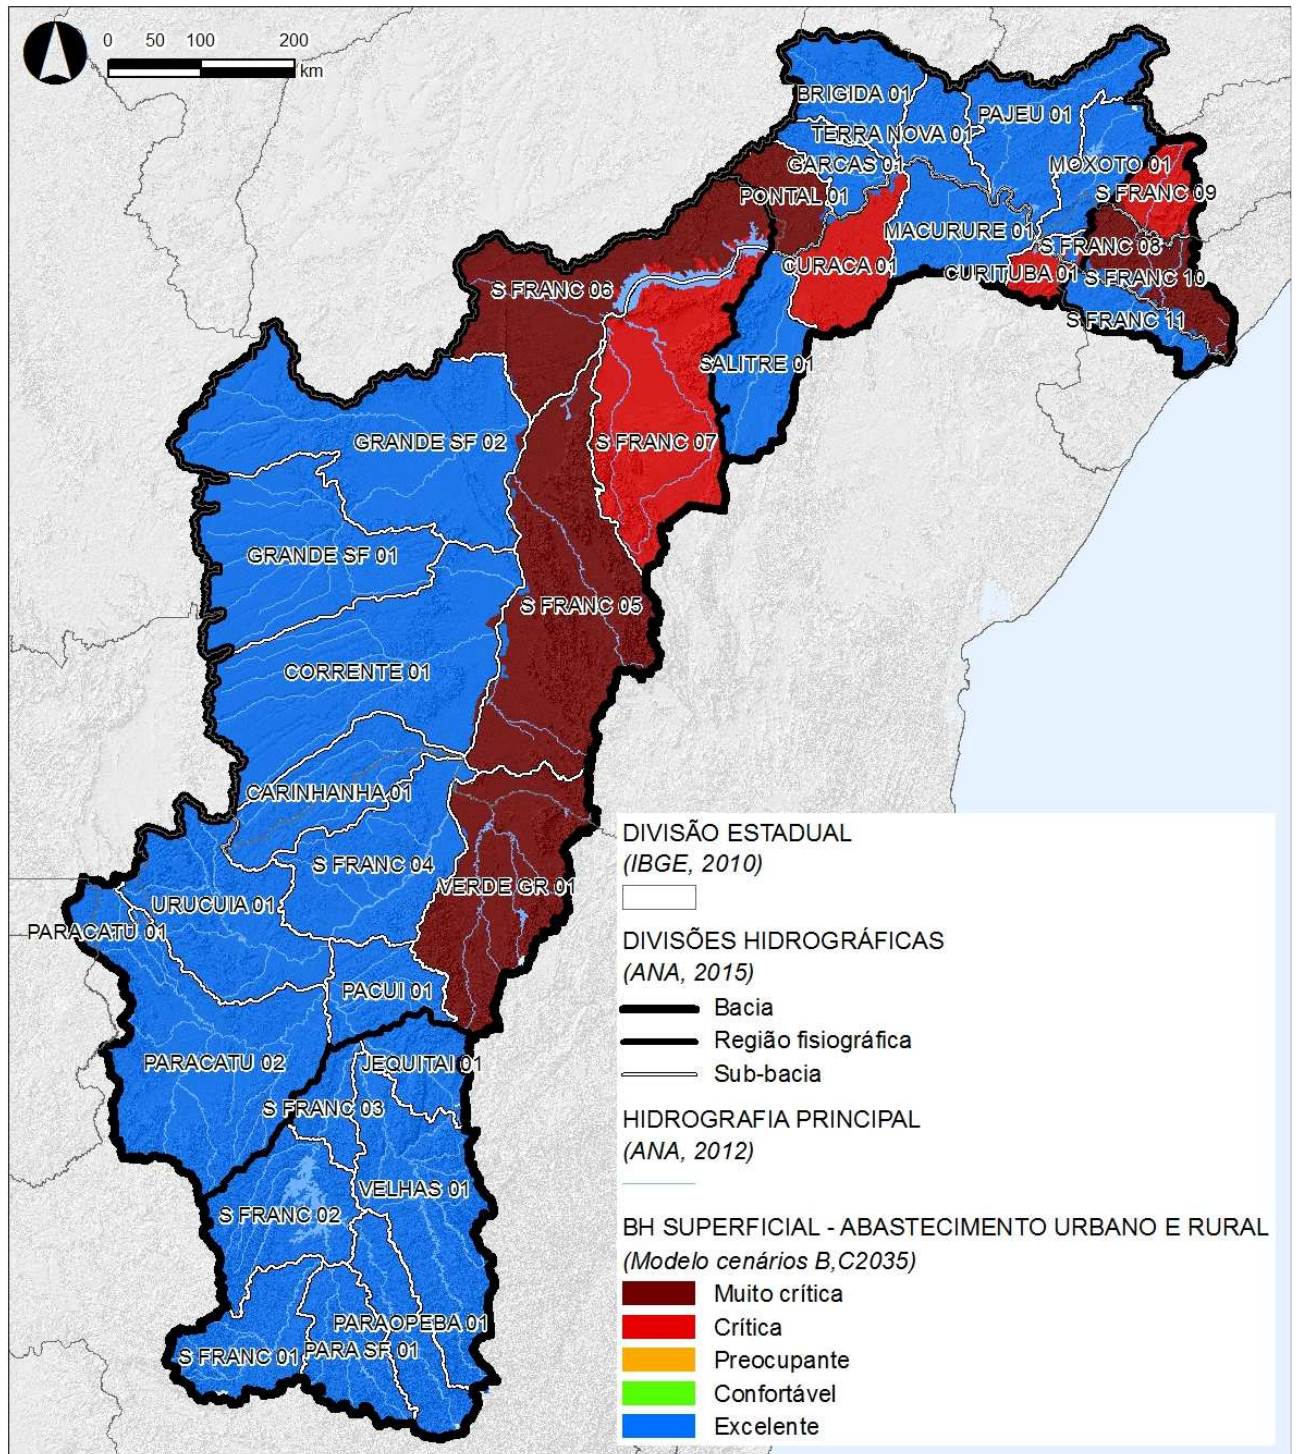 0 50 100 200
km
BRIGIDA 01
PAJEU 01
TERRA NOVA 01
GARCAS 01
MOXOTO 01
PONTAL 01
S FRANC 09
MACURURE 01
S FRANC 08
CURACA 01
CURITUBA 01
S FRANC 10
S FRANC 06
S FRANC 11
SALITRE 01
GRANDE SF 02
S FRANC 07
GRANDE SF 01
S FRANC 05
CORRENTE 01
CARINHANHA 01
S FRANC 04
VERDE GR 01
URUCUIA 01
PARACATU 01
PACUI 01
PARACATU 02
JEQUITAI 01
S FRANC 03
VELHAS 01
S FRANC 02
PARAOPEBA 01
S FRANC 01
PARA SF 01
DIVISÃO ESTADUAL
(IBGE, 2010)
DIVISÕES HIDROGRÁFICAS
(ANA, 2015)
Bacia
Região fisiográfica
Sub-bacia
HIDROGRAFIA PRINCIPAL
(ANA, 2012)
BH SUPERFICIAL - ABASTECIMENTO URBANO E RURAL
(Modelo cenários B,C2035)
Muito crítica
Crítica
Preocupante
Confortável
Excelente